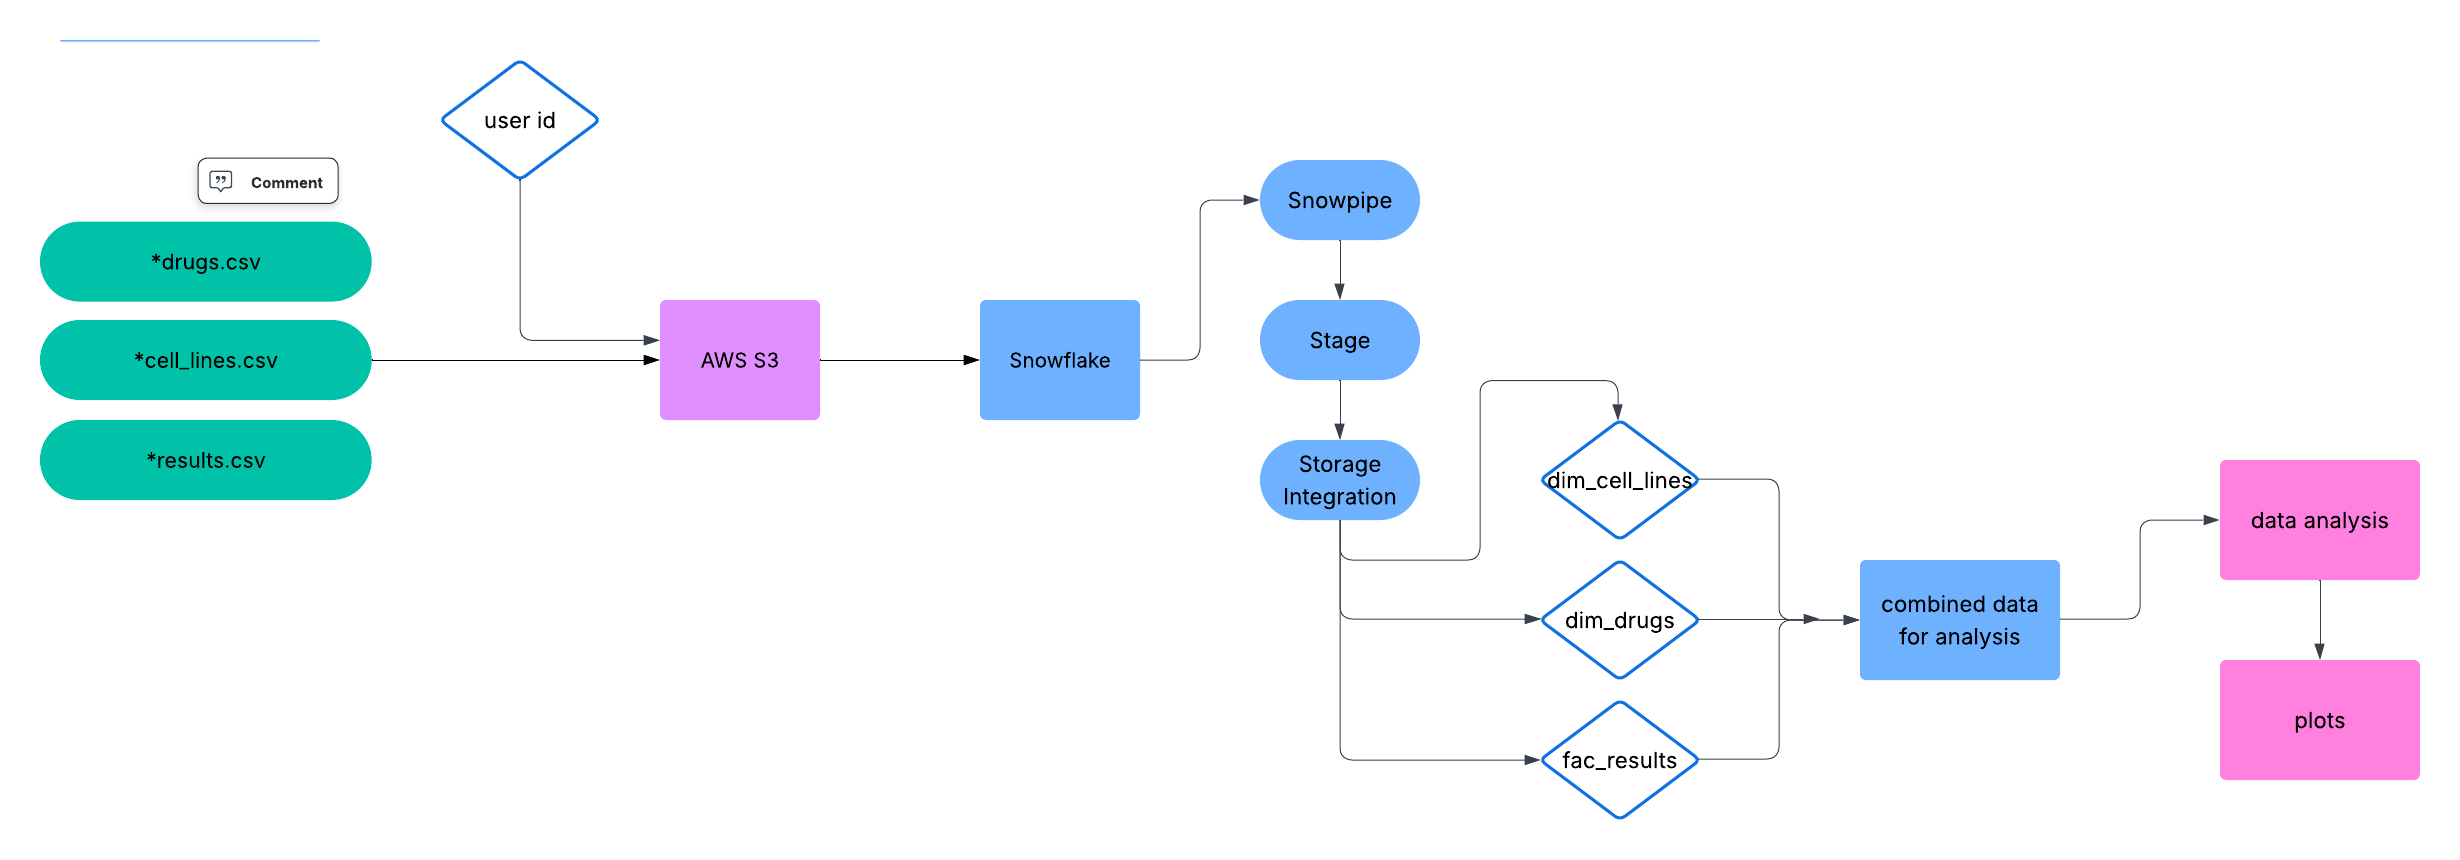 user id
Comment
*drugs.csv
*cell_lines.csv
*results.csv
AWS S3
Snowflake
Snowpipe
Stage
Storage
Integration
dim_cell_lines
dim_drugs
fac_results
combined data
for analysis
data analysis
plots